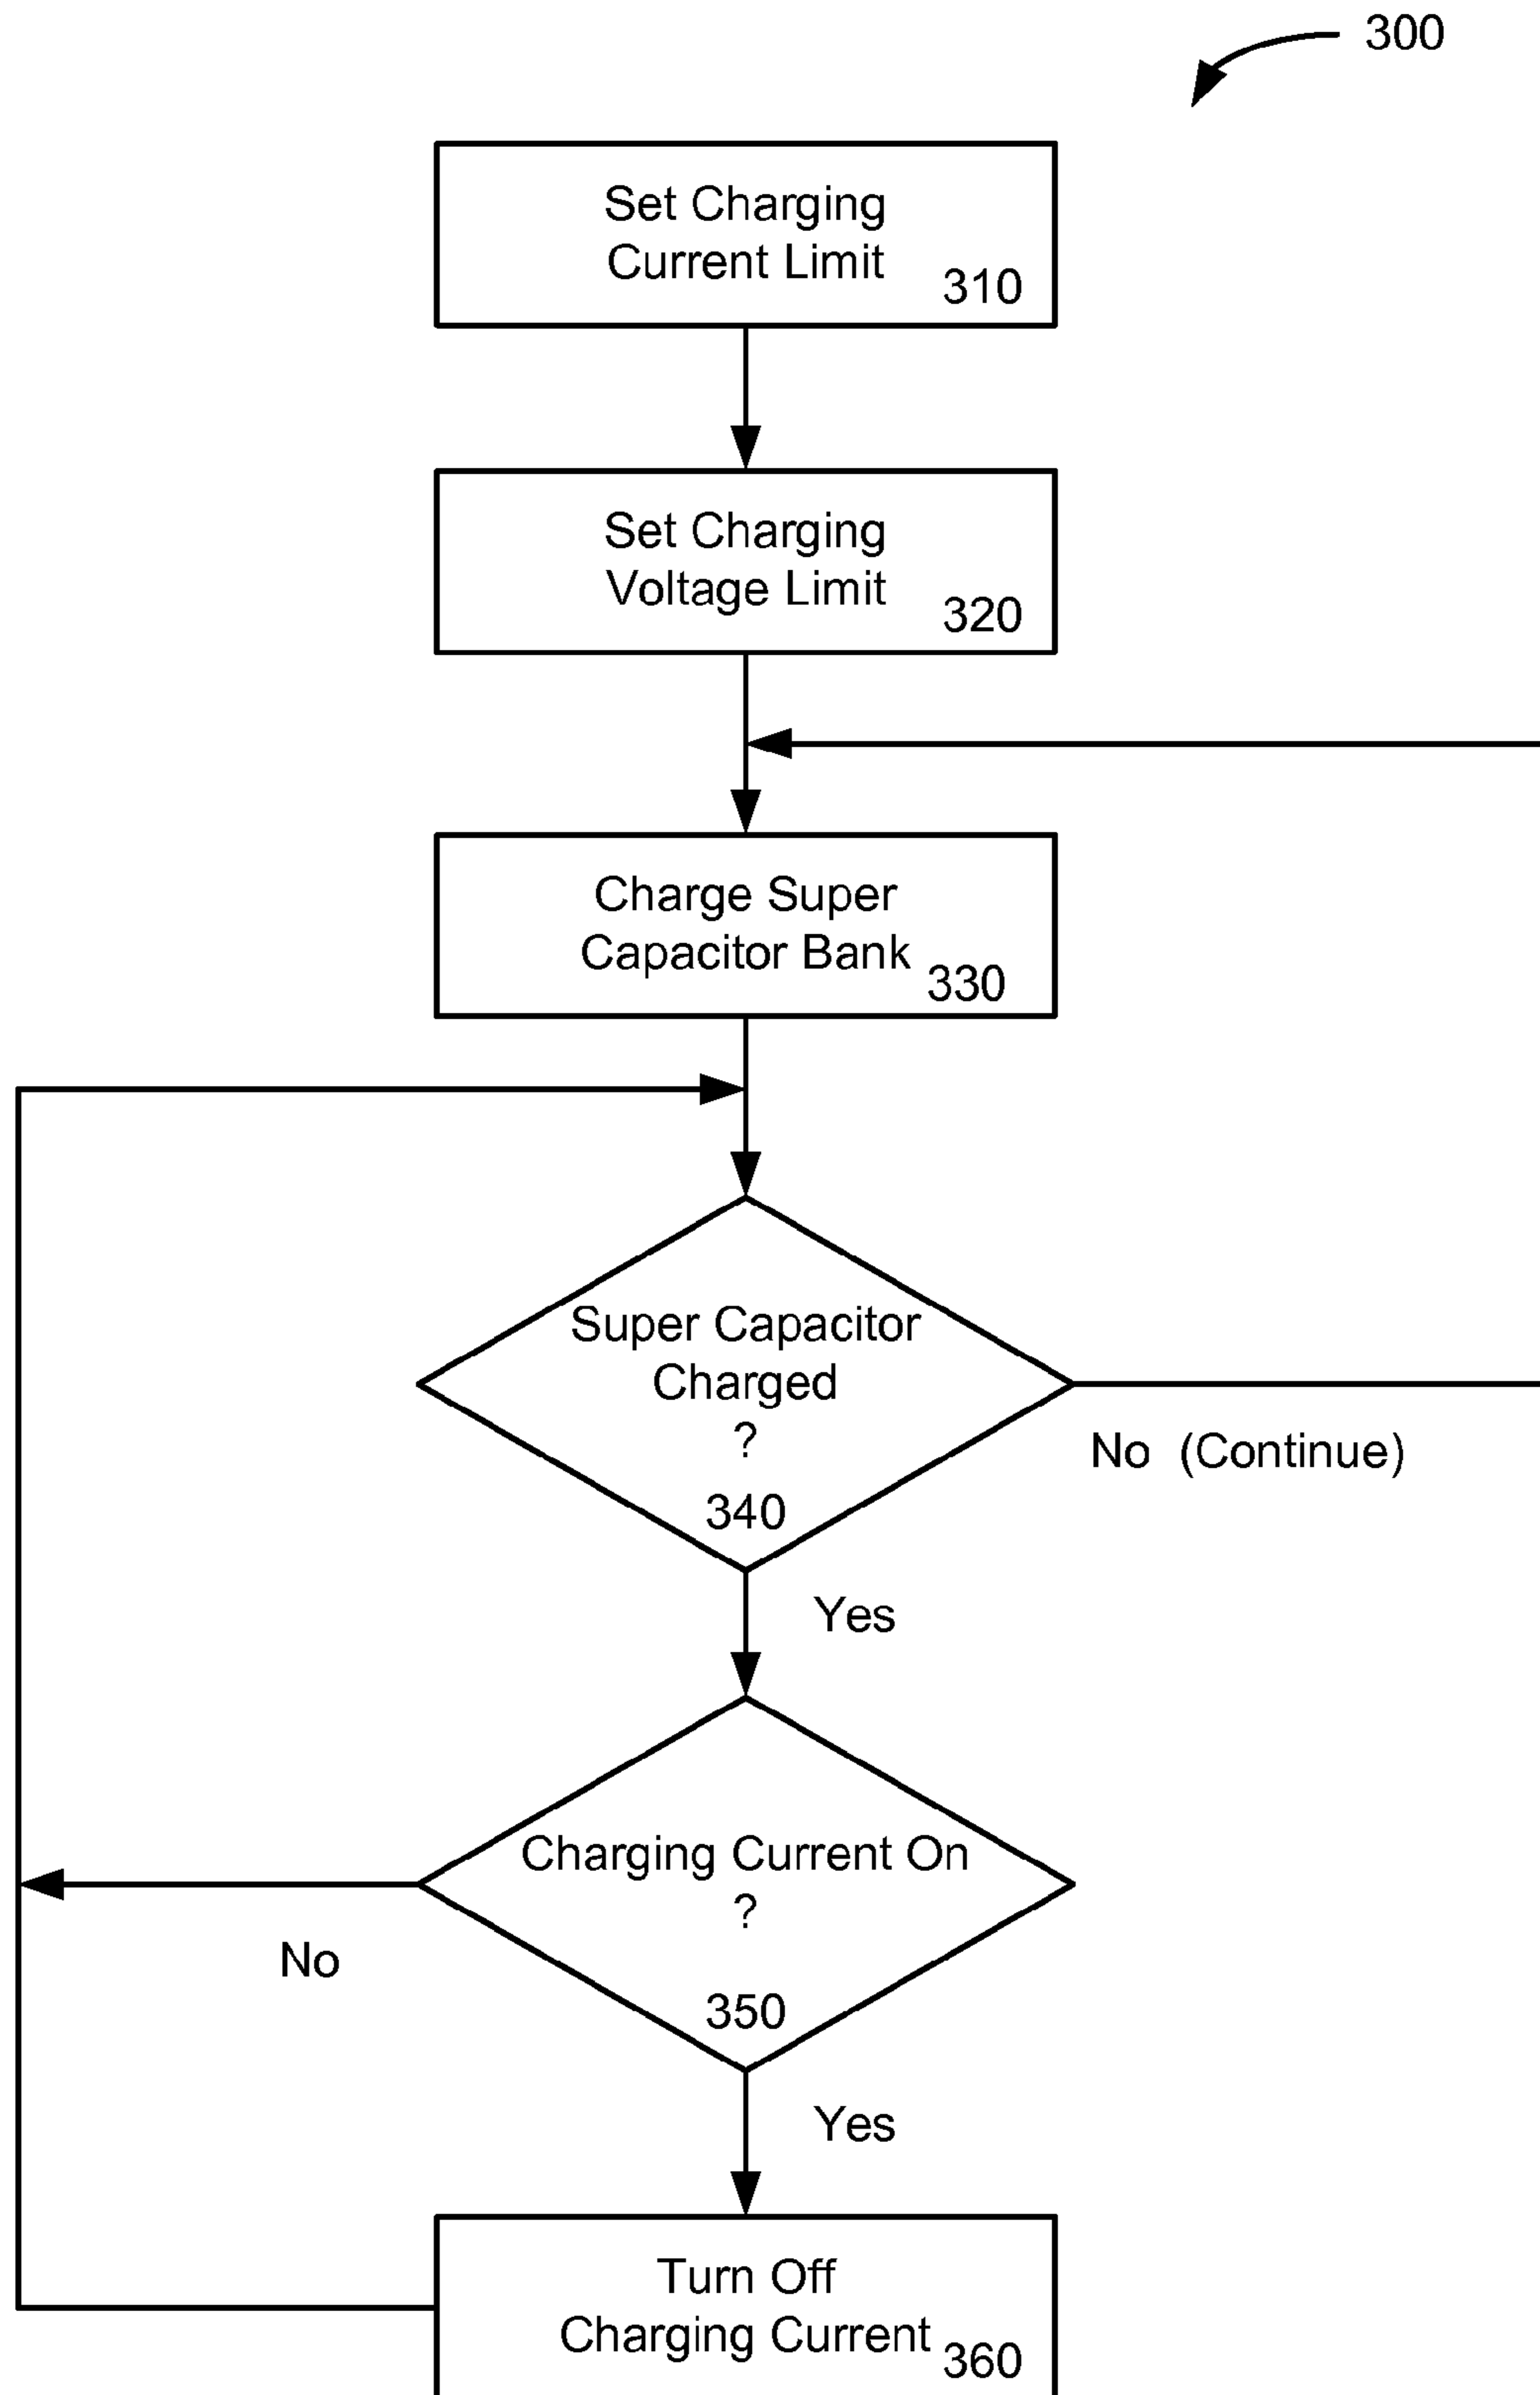 300
Set Charging
Current Limit
310
Set Charging
Voltage Limit
320
Charge Super
Capacitor Bank
330
Super Capacitor
Charged
?
340
No (Continue)
Yes
Charging Current On
?
350
No
Yes
Turn Off
Charging Current
360